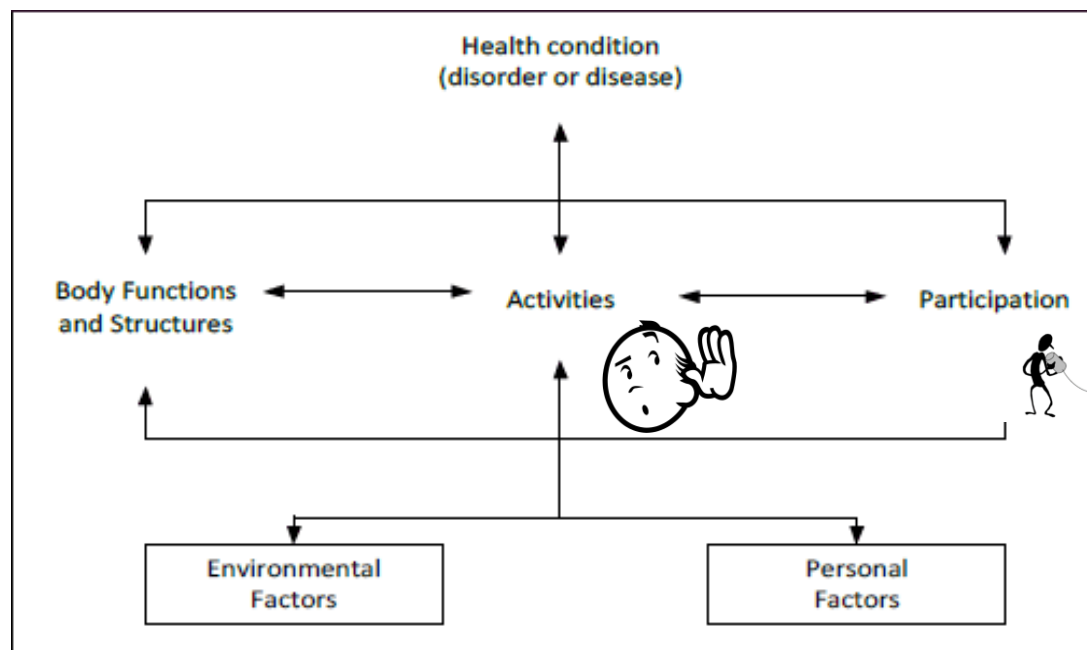 Health condition
(disorder or disease)
Body Functions
and Structures
Activities
Participation
Environmental
Factors
Personal
Factors